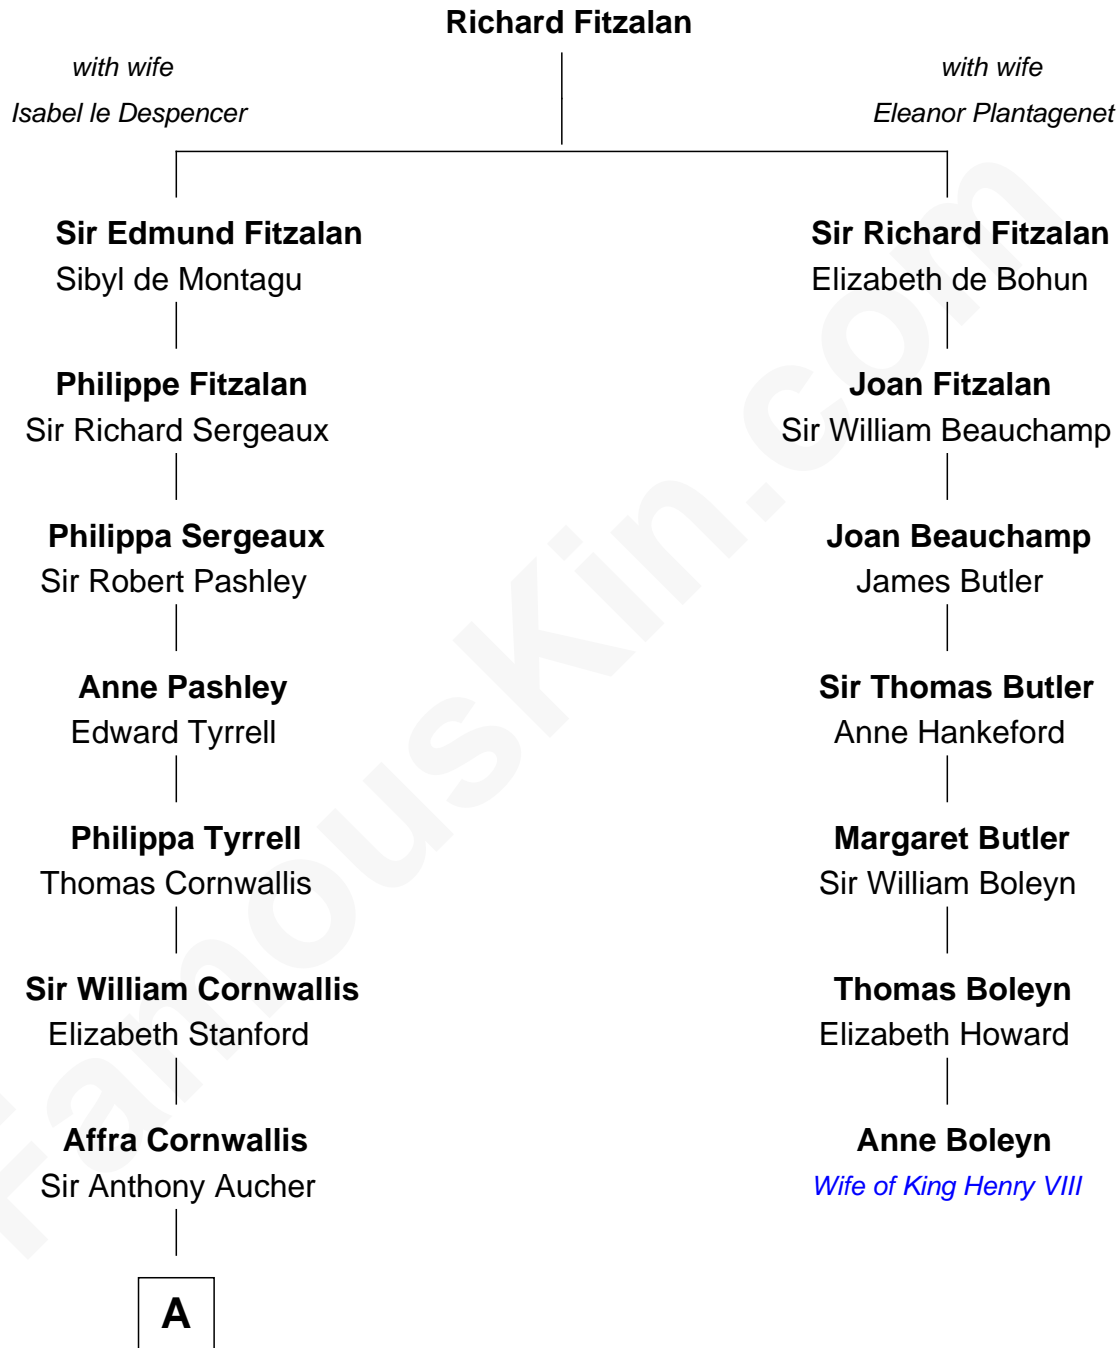 Richard Fitzalan
with wife
Isabel le Despencer
with wife
Eleanor Plantagenet
Sir Edmund Fitzalan
Sibyl de Montagu
Sir Richard Fitzalan
Elizabeth de Bohun
Philippe Fitzalan
Sir Richard Sergeaux
Joan Fitzalan
Sir William Beauchamp
Philippa Sergeaux
Sir Robert Pashley
Joan Beauchamp
James Butler
Anne Pashley
Edward Tyrrell
Sir Thomas Butler
Anne Hankeford
Philippa Tyrrell
Thomas Cornwallis
Margaret Butler
Sir William Boleyn
Sir William Cornwallis
Elizabeth Stanford
Thomas Boleyn
Elizabeth Howard
Affra Cornwallis
Sir Anthony Aucher
Anne Boleyn
Wife of King Henry VIII
A
FamousKin.com